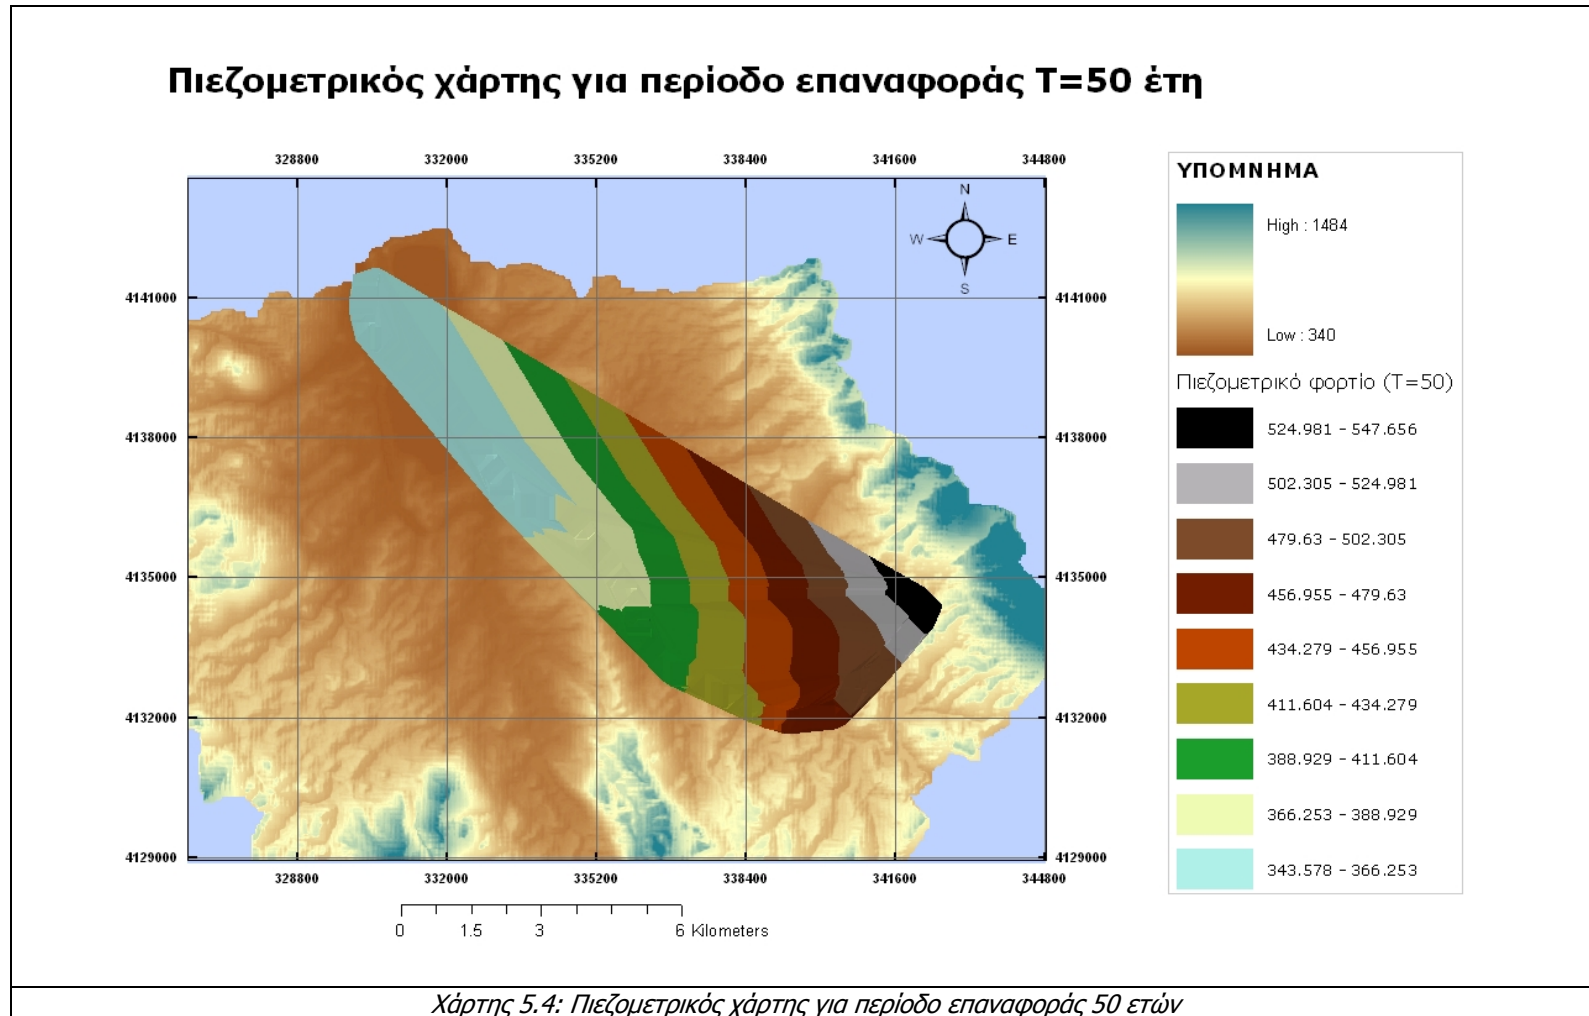 Πιεζομετρικός χάρτης για περίοδο επαναφοράς T=50 έτη
328800 332000 335200 338400 341600 344800
N
W E
S
4141000 4141000
4138000 4138000
4135000 4135000
4132000 4132000
4129000 4129000
328800 332000 335200 338400 341600 344800
0 1.5 3 6 Kilometers
ΥΠΟΜΝΗΜΑ
High : 1484
Low : 340
Πιεζομετρικό φορτίο (T=50)
524.981 - 547.656
502.305 - 524.981
479.63 - 502.305
456.955 - 479.63
434.279 - 456.955
411.604 - 434.279
388.929 - 411.604
366.253 - 388.929
343.578 - 366.253
Χάρτης 5.4: Πιεζομετρικός χάρτης για περίοδο επαναφοράς 50 ετών